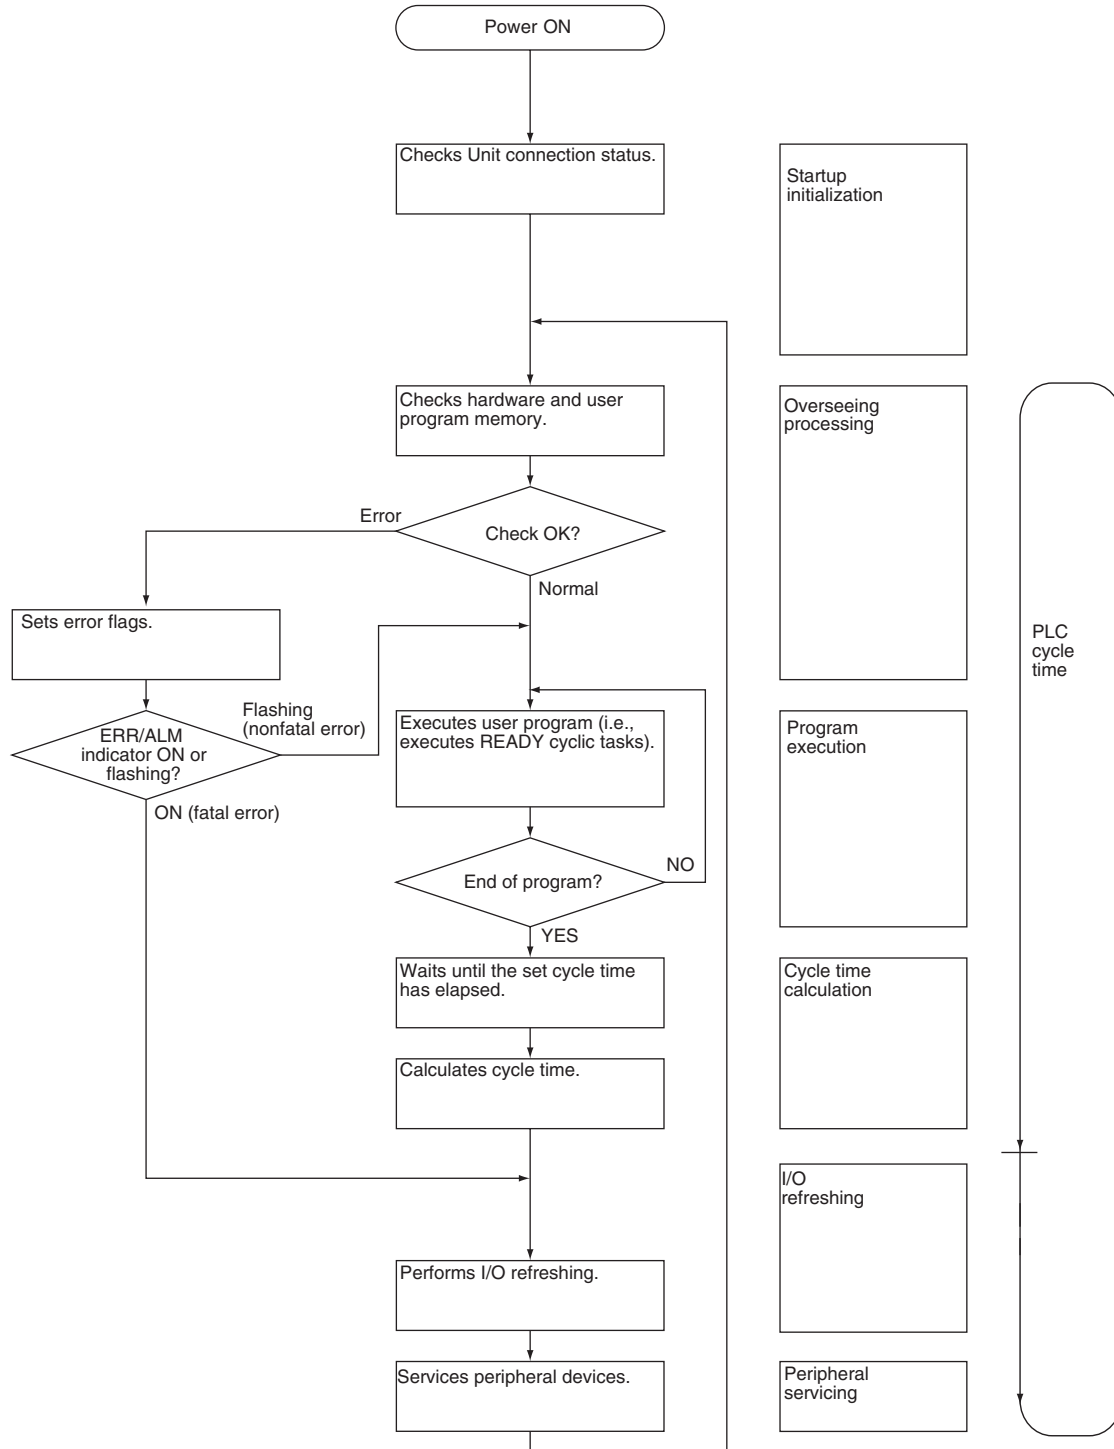 Power ON
Checks Unit connection status.
Startup
initialization
Checks hardware and user
program memory.
Overseeing
processing
Error
Check OK?
Normal
Sets error flags.
PLC
cycle
time
Flashing
(nonfatal error)
ERR/ALM
indicator ON or
flashing?
ON (fatal error)
Executes user program (i.e.,
executes READY cyclic tasks).
Program
execution
NO
End of program?
YES
Waits until the set cycle time
has elapsed.
Cycle time
calculation
Calculates cycle time.
I/O
refreshing
Performs I/O refreshing.
Services peripheral devices.
Peripheral
servicing